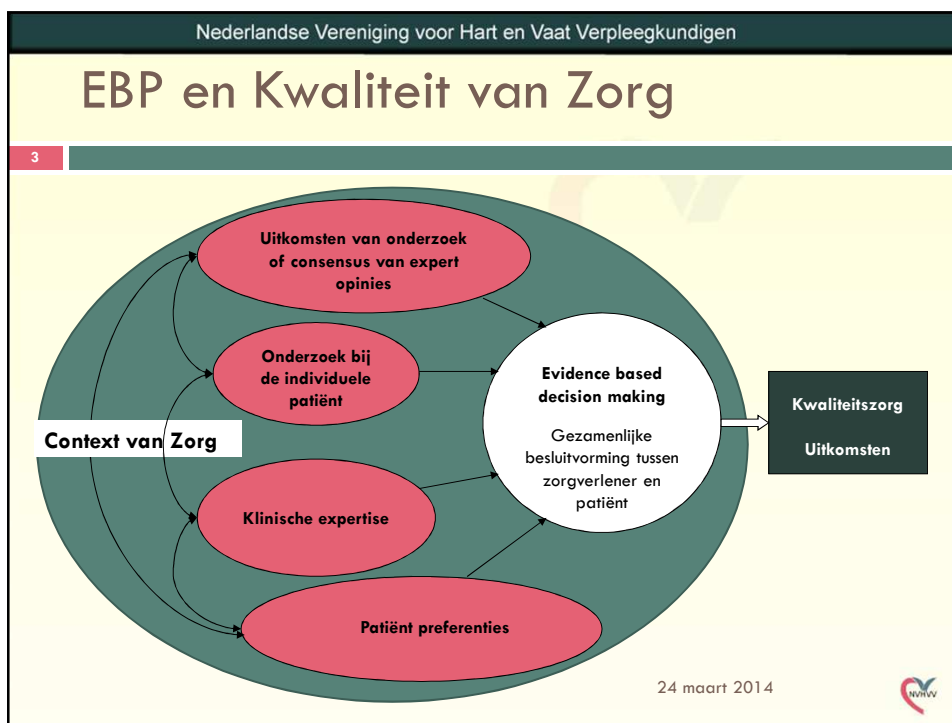 Nederlandse Vereniging voor Hart en Vaat Verpleegkundigen
EBP en Kwaliteit van Zorg
3
Uitkomsten van onderzoek
of consensus van expert
opinies
Onderzoek bij
de individuele
patiënt
Context van Zorg
Klinische expertise
Patiënt preferenties
Evidence based
decision making
Gezamenlijke
besluitvorming tussen
zorgverlener en
patiënt
Kwaliteitszorg
Uitkomsten
24 maart 2014
NVHVV